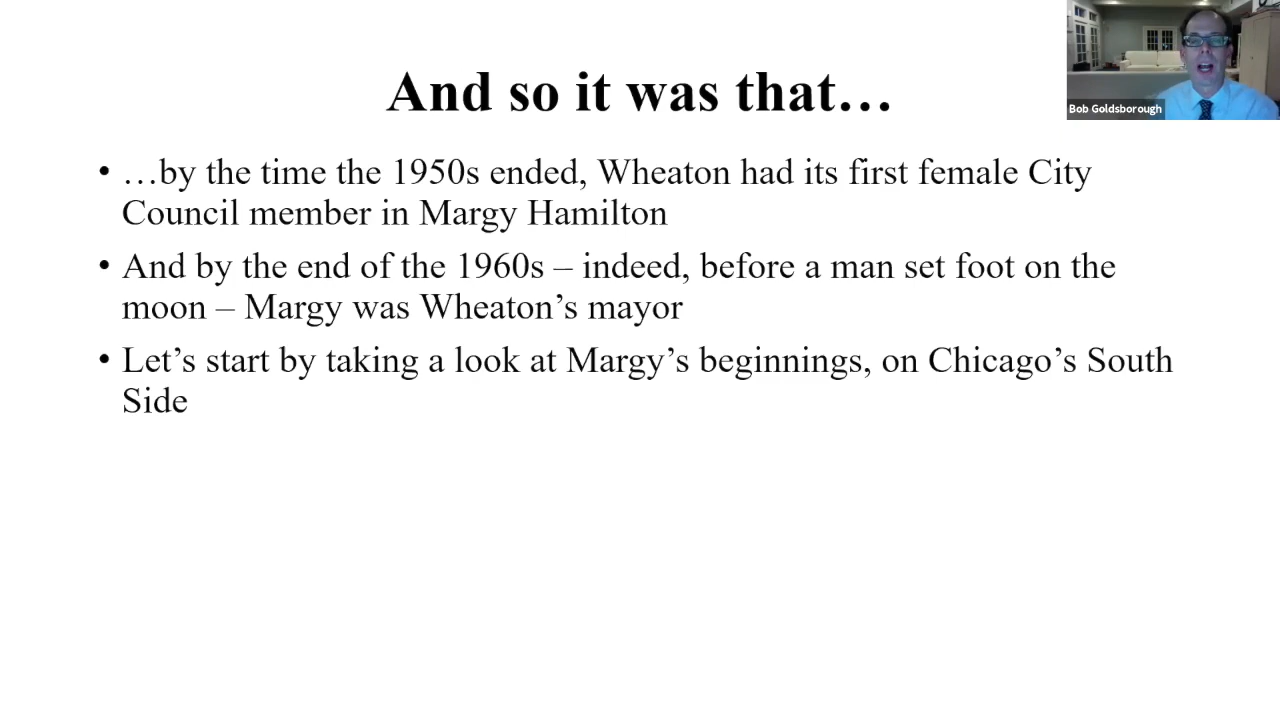 And so it was that…
Bob Goldsborough
• …by the time the 1950s ended, Wheaton had its first female City
Council member in Margy Hamilton
• And by the end of the 1960s – indeed, before a man set foot on the
moon – Margy was Wheaton’s mayor
• Let’s start by taking a look at Margy’s beginnings, on Chicago’s South
Side